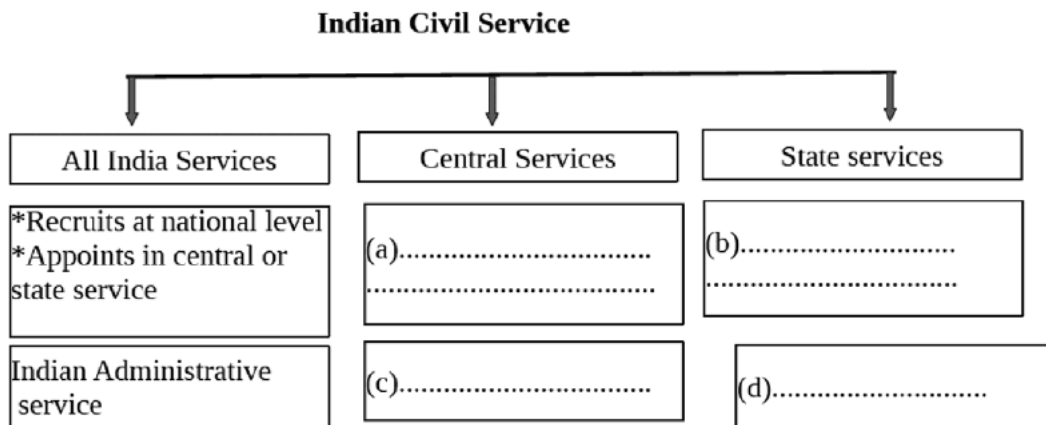 Indian Civil Service
All India Services
Central Services
State services
*Recruits at national level
*Appoints in central or
state service
(a)....................................
.........................................
(b)...............................
....................................
Indian Administrative
service
(c)....................................
(d)...............................